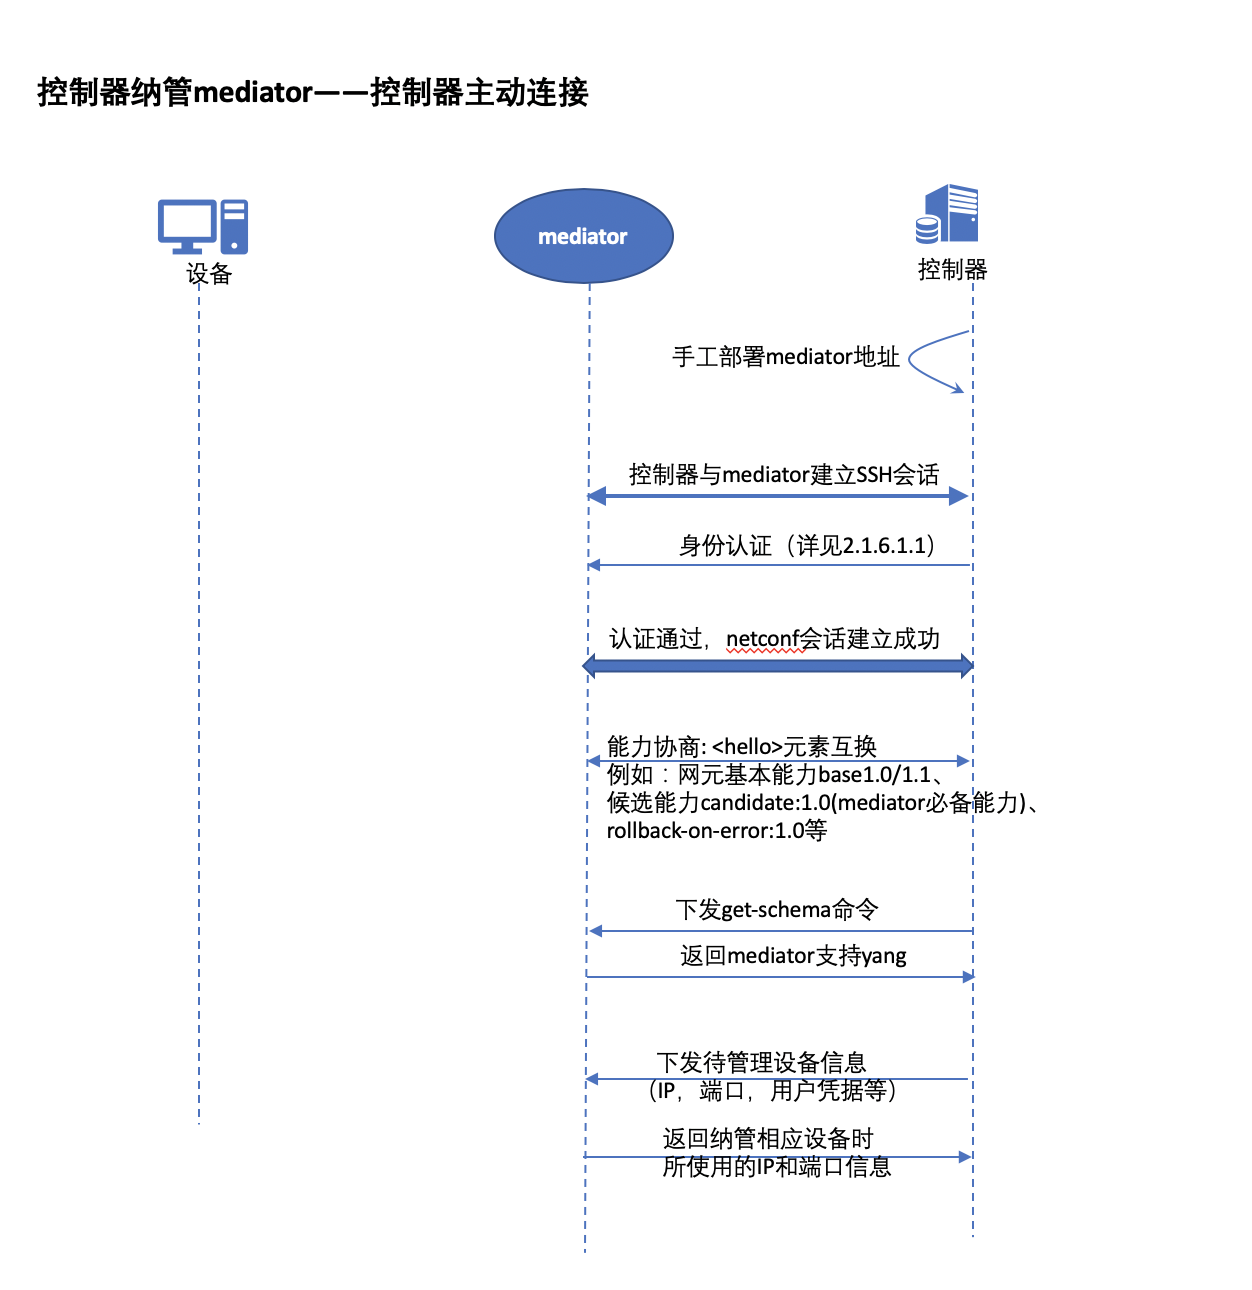 控制器纳管mediator——控制器主动连接
mediator
设备
控制器
手工部署mediator地址
控制器与mediator建立SSH会话
身份认证（详见2.1.6.1.1）
认证通过，netconf会话建立成功
能力协商: <hello>元素互换
例如：网元基本能力base1.0/1.1、
候选能力candidate:1.0(mediator必备能力)、
rollback-on-error:1.0等
下发get-schema命令
返回mediator支持yang
下发待管理设备信息
（IP，端口，用户凭据等）
返回纳管相应设备时
所使用的IP和端口信息